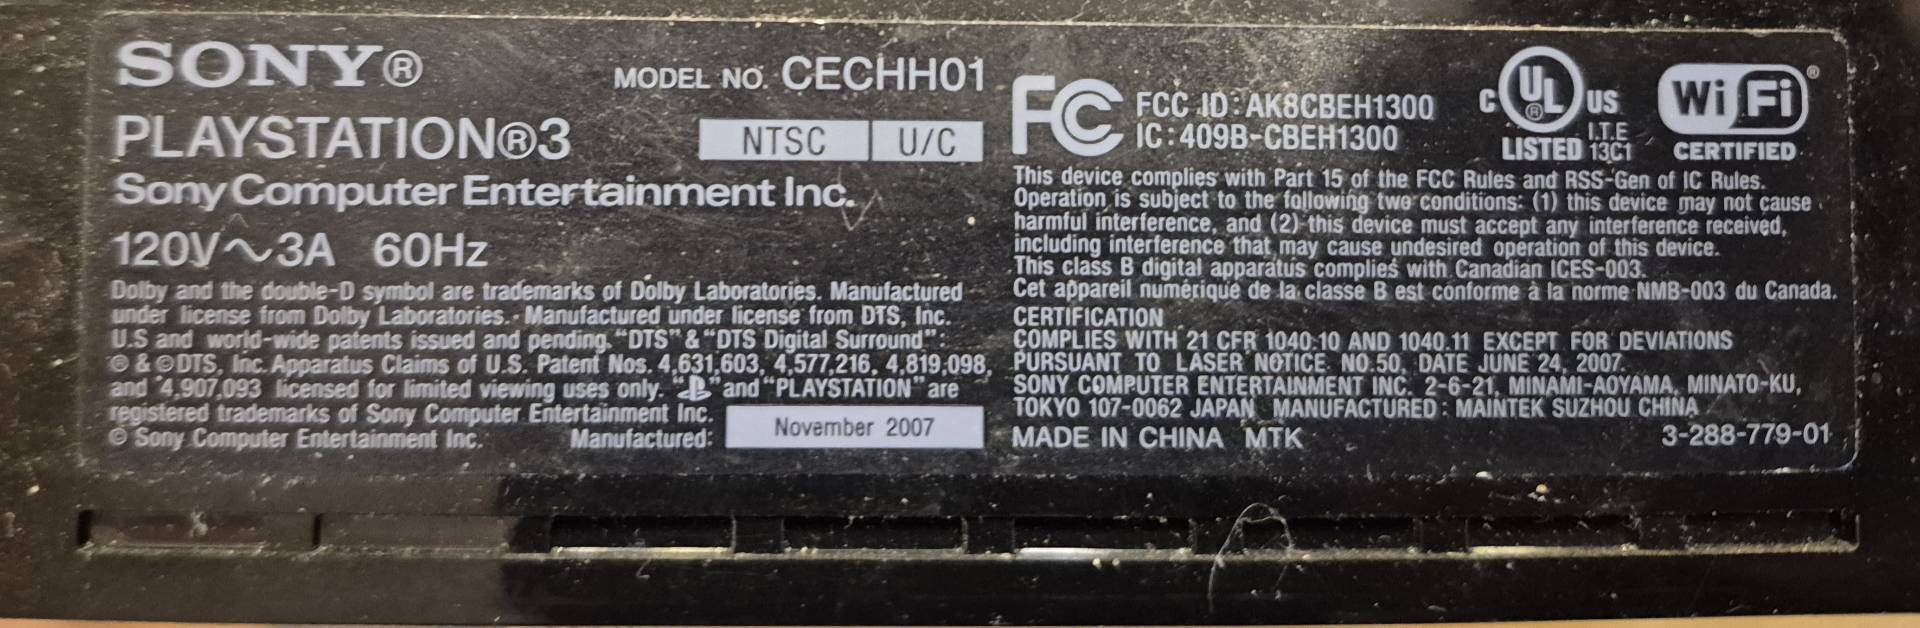 SONY®
MODEL NO. CECHH01
PLAYSTATION®3
NTSC U/C
Sony Computer Entertainment Inc.
120V~3A 60Hz
Dolby and the double-D symbol are trademarks of Dolby Laboratories. Manufactured
under license from Dolby Laboratories. Manufactured under license from DTS, Inc.
U.S and world-wide patents issued and pending. “DTS” & “DTS Digital Surround”:
© & ©DTS, Inc. Apparatus Claims of U.S. Patent Nos. 4,631,603, 4,577,216, 4,819,098,
and 4,907,093 licensed for limited viewing uses only. “ ” and “PLAYSTATION” are
registered trademarks of Sony Computer Entertainment Inc.
© Sony Computer Entertainment Inc. Manufactured: November 2007
FC FCC ID:AK8CBEH1300
IC:409B-CBEH1300
C UL® US
LISTED I.T.E 13C1
Wi Fi®
CERTIFIED
This device complies with Part 15 of the FCC Rules and RSS-Gen of IC Rules.
Operation is subject to the following two conditions: (1) this device may not cause
harmful interference, and (2) this device must accept any interference received,
including interference that may cause undesired operation of this device.
This class B digital apparatus complies with Canadian ICES-003.
Cet appareil numérique de la classe B est conforme à la norme NMB-003 du Canada.
CERTIFICATION
COMPLIES WITH 21 CFR 1040.10 AND 1040.11 EXCEPT FOR DEVIATIONS
PURSUANT TO LASER NOTICE NO.50, DATE JUNE 24, 2007.
SONY COMPUTER ENTERTAINMENT INC. 2-6-21, MINAMI-AOYAMA, MINATO-KU,
TOKYO 107-0062 JAPAN MANUFACTURED: MAINTEK SUZHOU CHINA
MADE IN CHINA MTK 3-288-779-01